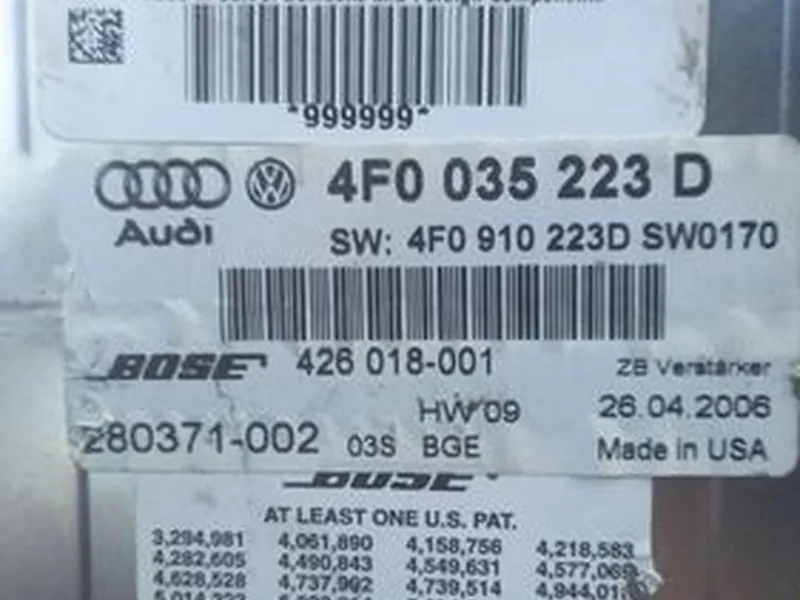 *999999*
4F0 035 223 D
Audi
SW: 4F0 910 223D SW0170
BOSE 426 018-001 ZB Verstärker
HW 09 26.04.2006
280371-002 03S BGE Made in USA
BOSE
AT LEAST ONE U.S. PAT.
3,294,981 4,061,890 4,158,756 4,218,583
4,282,605 4,490,843 4,549,631 4,577,069
4,628,528 4,737,992 4,739,514